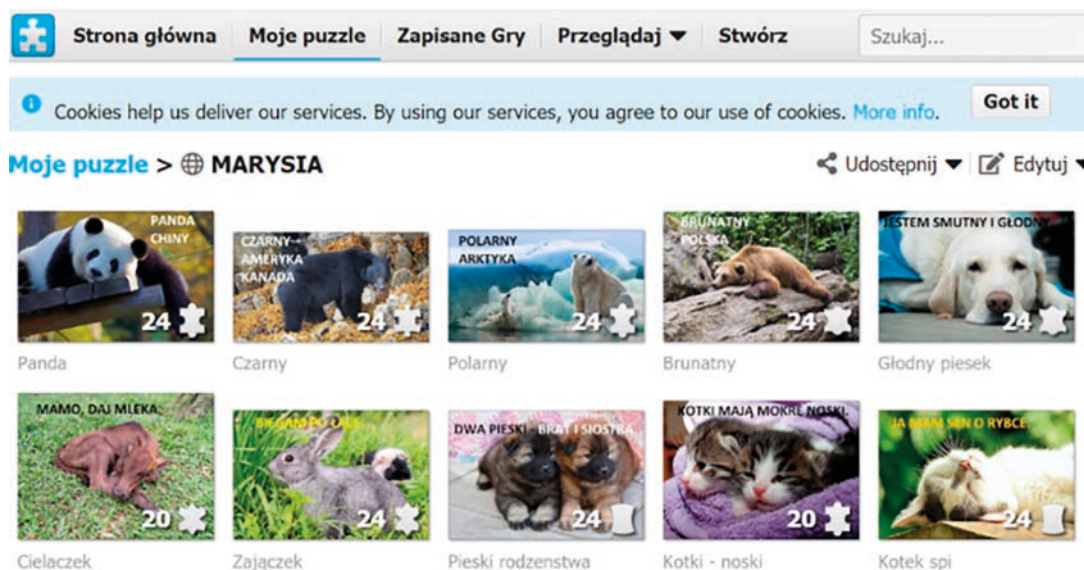 Strona główna Moje puzzle Zapisane Gry Przeglądaj Stwórz Szukaj...
Cookies help us deliver our services. By using our services, you agree to our use of cookies. More info. Got it
Moje puzzle > MARYSIA Udostępnij Edytuj
PANDA
CHINY
24
CZARNY
AMERYKA
KANADA
24
POLARNY
ARKTYKA
24
BRUNATNY
POLSKA
24
JESTEM SMUTNY I GŁODNY.
24
Panda Czarny Polarny Brunatny Głodny piesek
MAMO, DAJ MLEKA.
20
BIEGAM PO ŁĄCE.
24
DWA PIESKI - BRAT I SIOSTRA.
24
KOTKI MAJĄ MOKRE NOSKI.
20
JA MAM SEN O RYBCE.
24
Cielaczek Zajączek Pieski rodzenstwa Kotki - noski Kotek spi